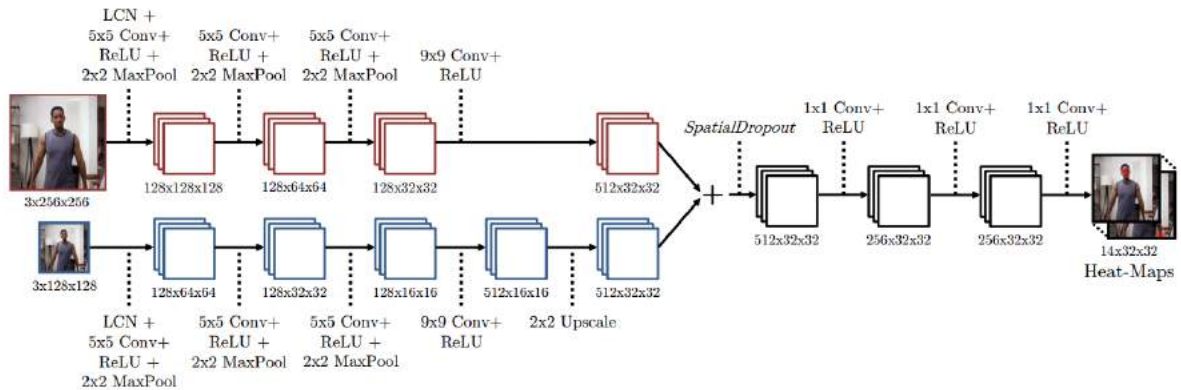 LCN +
5x5 Conv+
ReLU +
2x2 MaxPool
5x5 Conv+
ReLU +
2x2 MaxPool
5x5 Conv+
ReLU +
2x2 MaxPool
9x9 Conv+
ReLU
3x256x256
128x128x128
128x64x64
128x32x32
512x32x32
+
SpatialDropout
1x1 Conv+
ReLU
1x1 Conv+
ReLU
1x1 Conv+
ReLU
512x32x32
256x32x32
256x32x32
14x32x32
Heat-Maps
3x128x128
128x64x64
128x32x32
128x16x16
512x16x16
512x32x32
LCN +
5x5 Conv+
ReLU +
2x2 MaxPool
5x5 Conv+
ReLU +
2x2 MaxPool
5x5 Conv+
ReLU +
2x2 MaxPool
9x9 Conv+
ReLU
2x2 Upscale